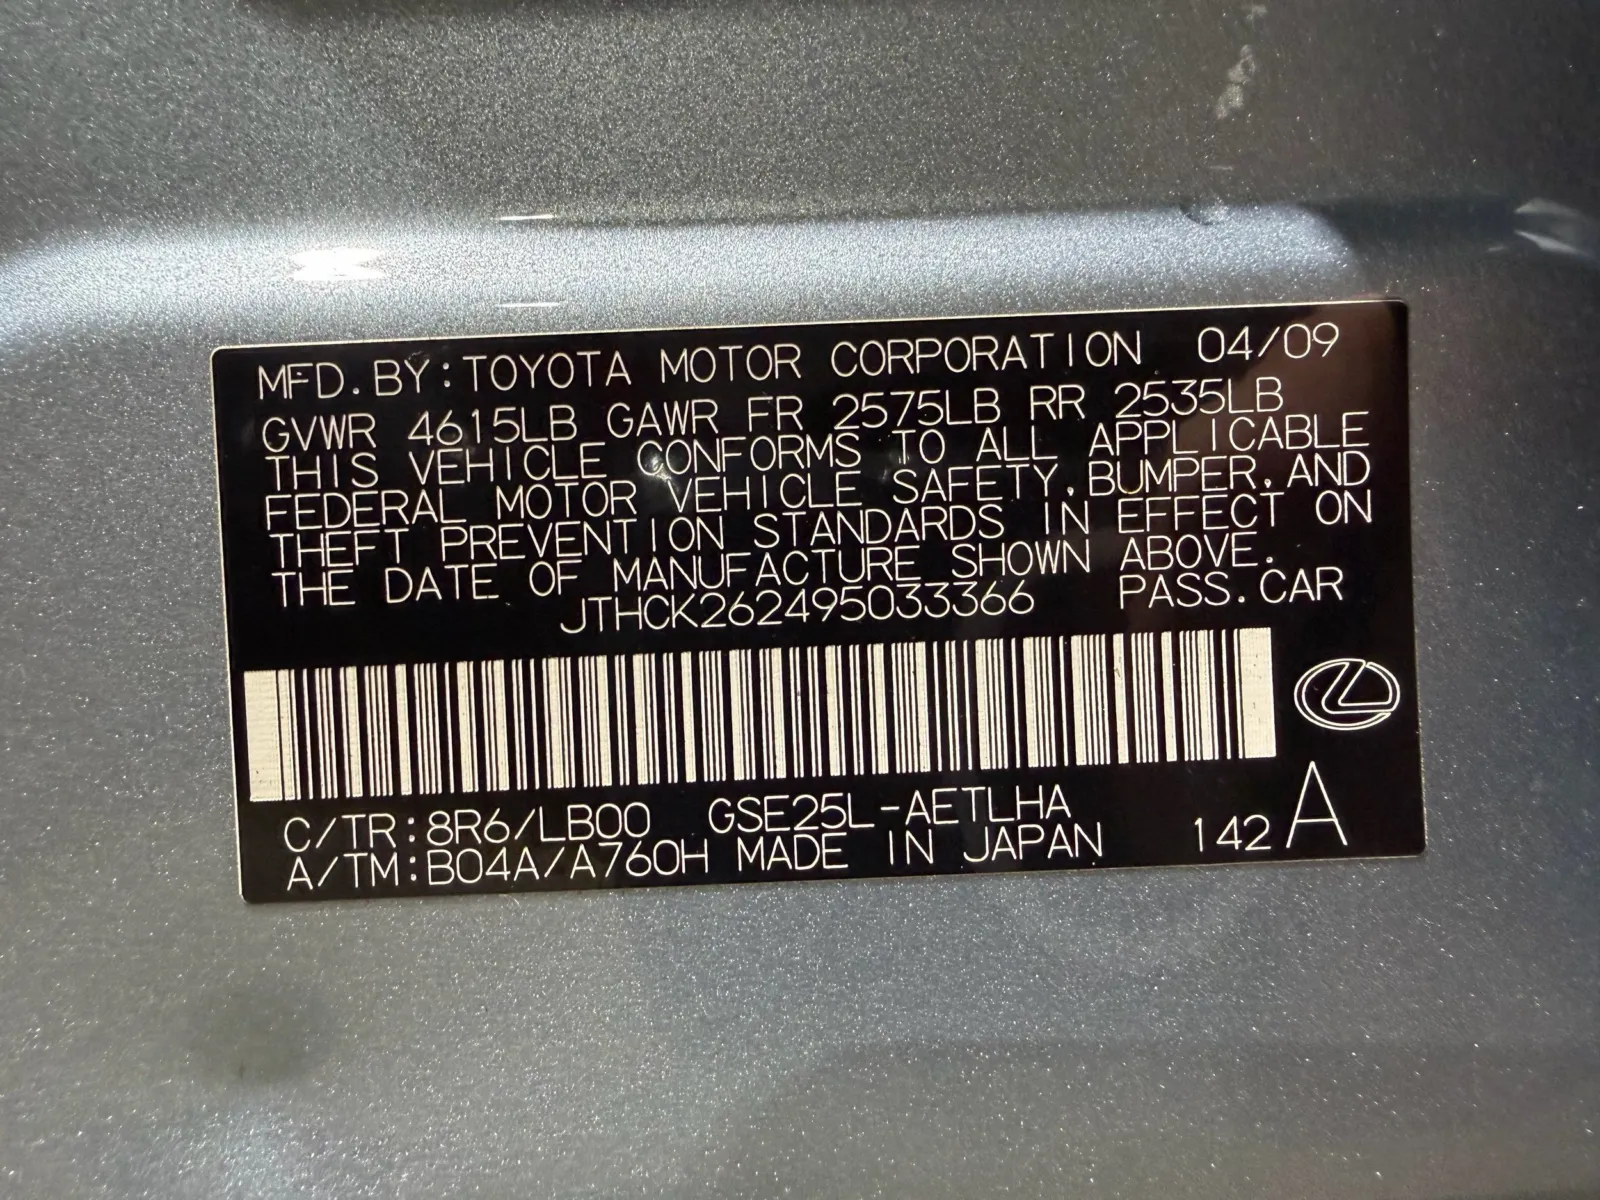 MFD. BY: TOYOTA MOTOR CORPORATION 04/09
GVWR 4615LB GAWR FR 2575LB RR 2535LB
THIS VEHICLE CONFORMS TO ALL APPLICABLE
FEDERAL MOTOR VEHICLE SAFETY, BUMPER, AND
THEFT PREVENTION STANDARDS IN EFFECT ON
THE DATE OF MANUFACTURE SHOWN ABOVE.
JTHCK262495033366 PASS. CAR
C/TR: 8R6/LB00 GSE25L-AETLHA
A/TM: B04A/A760H MADE IN JAPAN 142 A